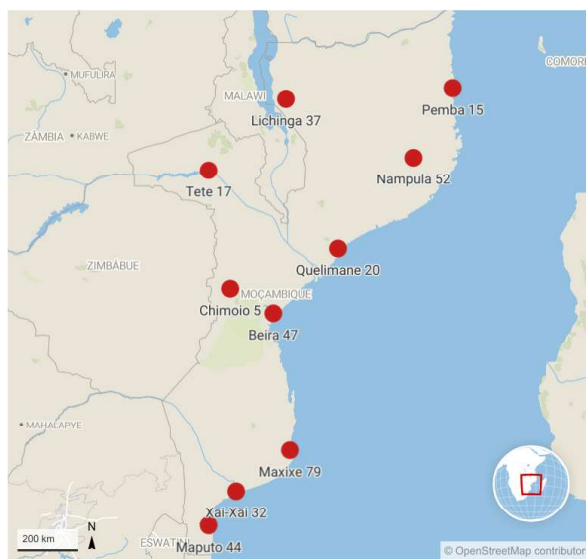 COMOR
MUFULIRA
MALAWI
Pemba 15
Lichinga 37
ZÂMBIA
KABWE
Nampula 52
Tete 17
ZIMBÁBUE
Quelimane 20
MOÇAMBIQUE
Chimoio 5
Beira 47
MAHALAPYE
Maxixe 79
Xai-Xai 32
200 km
N
ESWATINI
Maputo 44
© OpenStreetMap contributor